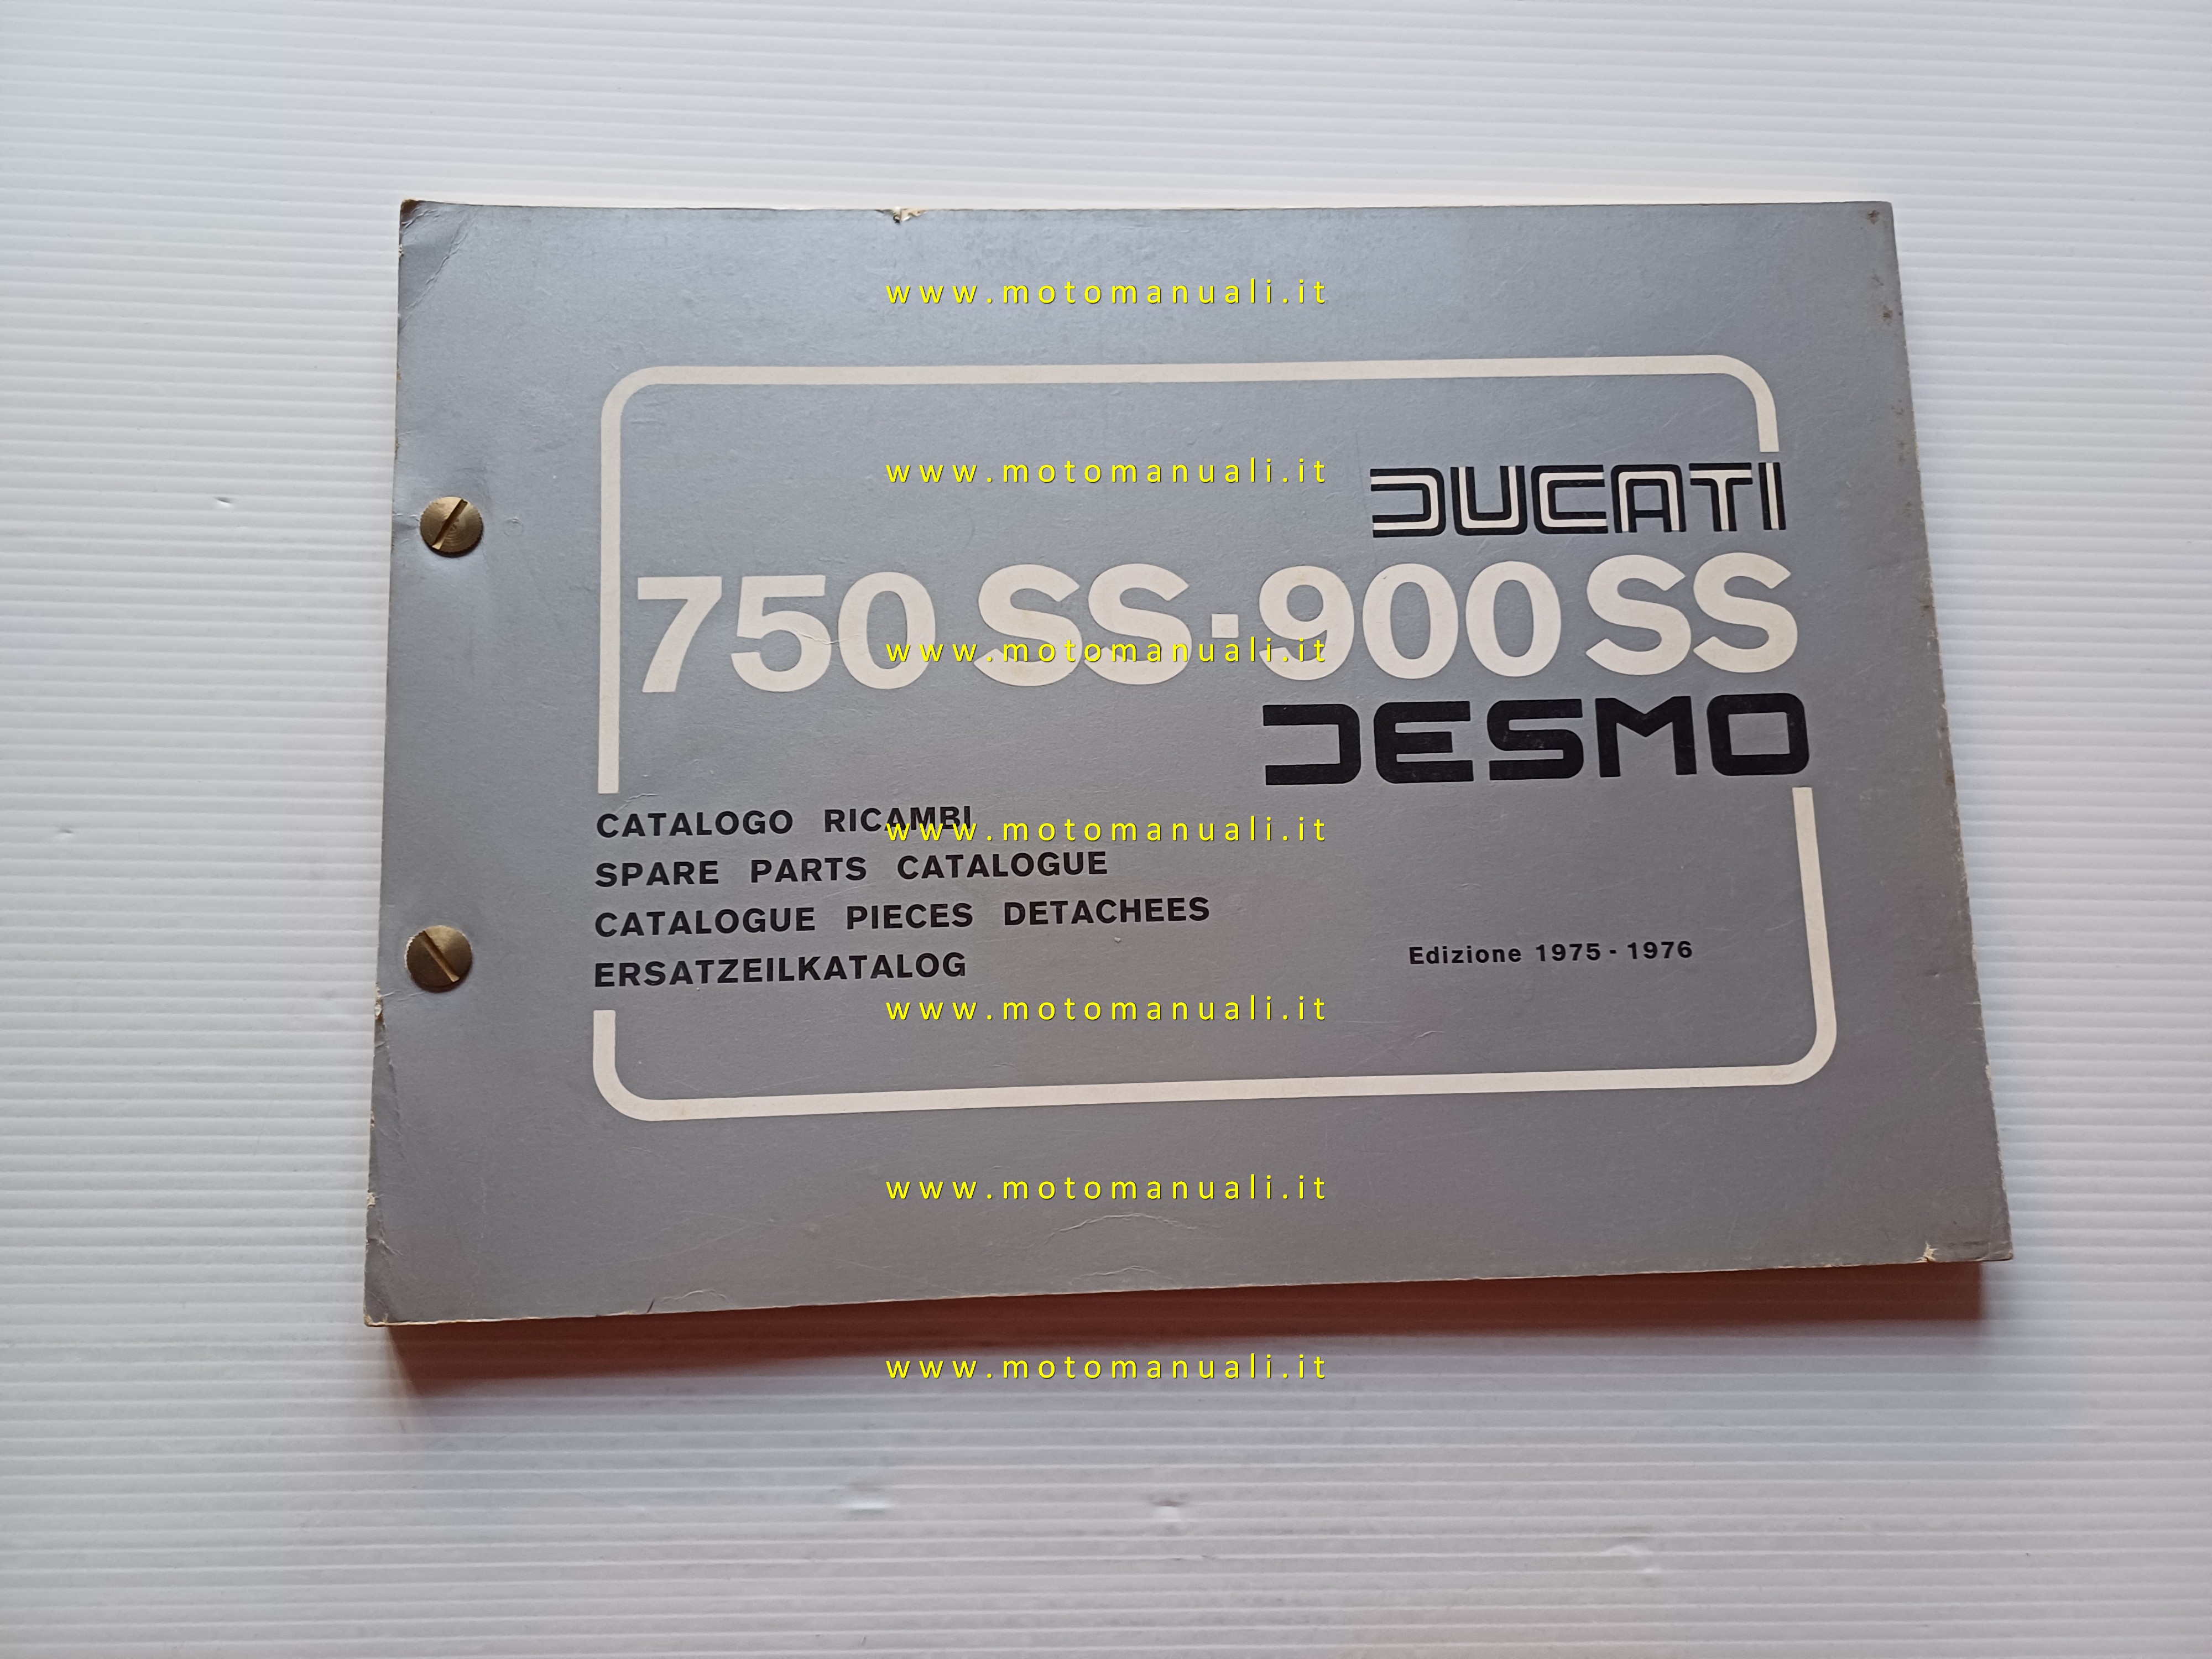 www.motomanuali.it
www.motomanuali.it
DUCATI
750 SS-900 SS
www.motomanuali.it
DESMO
CATALOGO RICAMBI
www.motomanuali.it
SPARE PARTS CATALOGUE
CATALOGUE PIECES DETACHEES
Edizione 1975 - 1976
ERSATZEILKATALOG
www.motomanuali.it
www.motomanuali.it
www.motomanuali.it